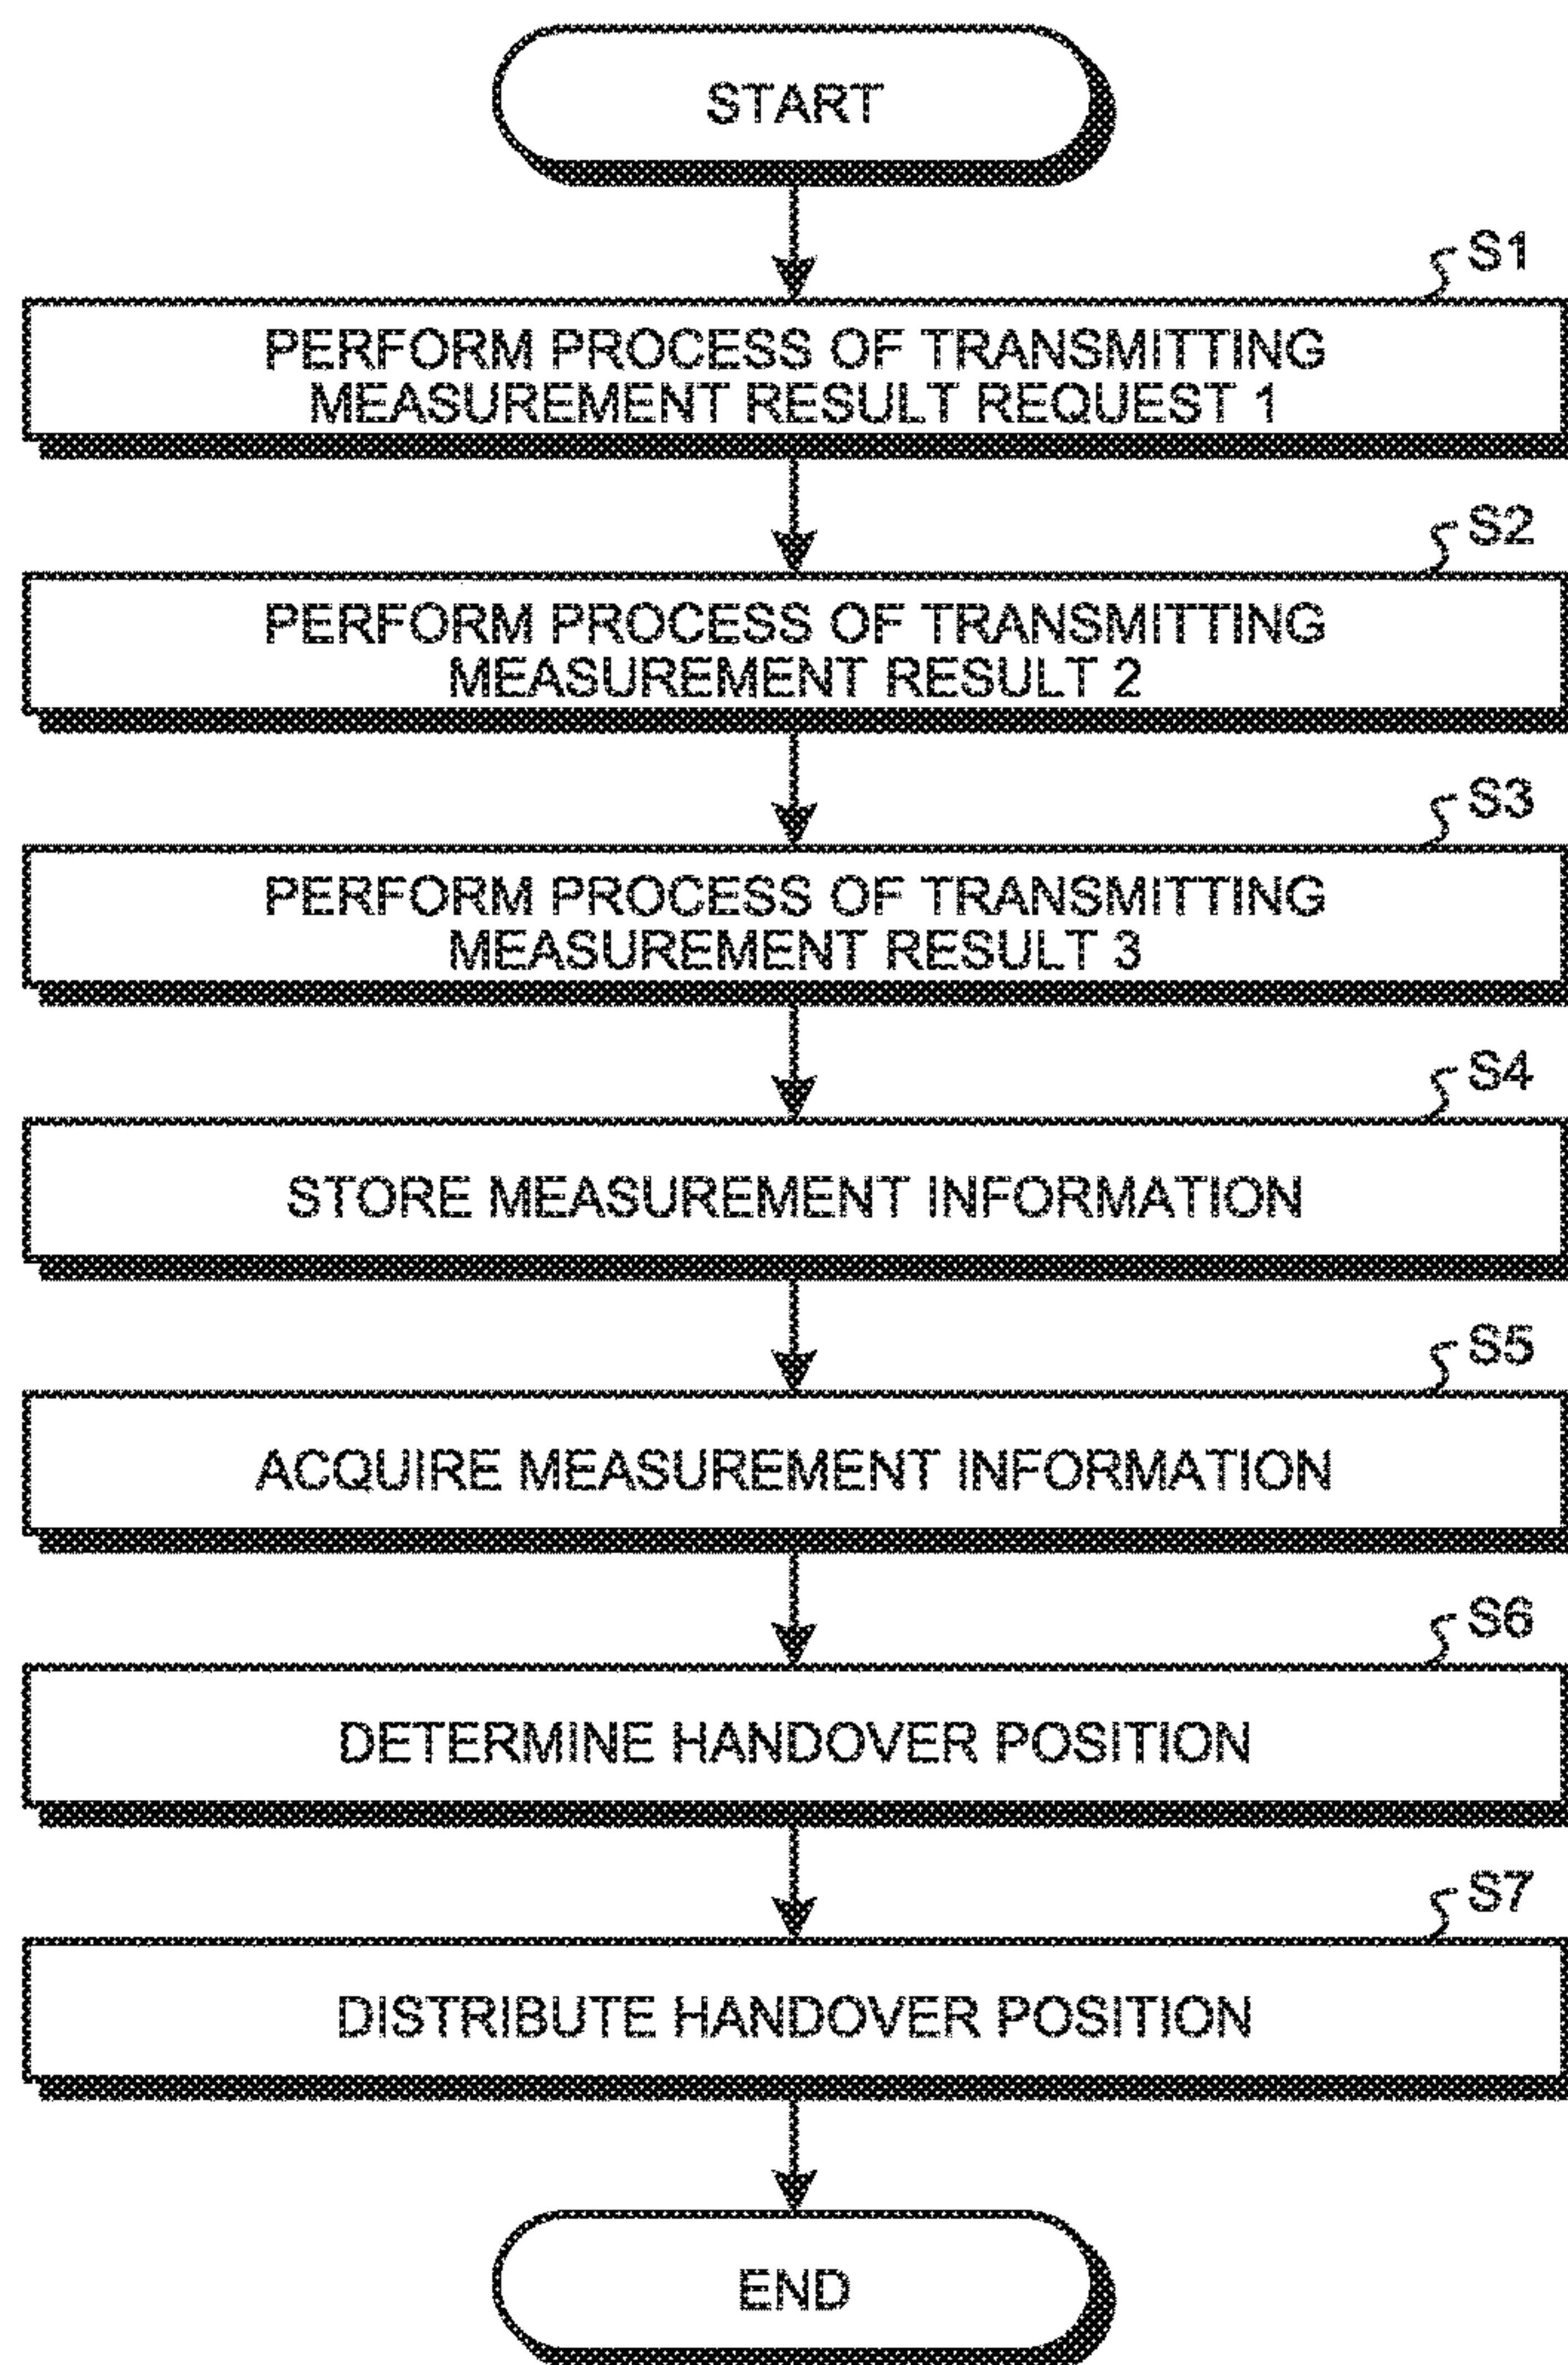 START
S1
PERFORM PROCESS OF TRANSMITTING
MEASUREMENT RESULT REQUEST 1
S2
PERFORM PROCESS OF TRANSMITTING
MEASUREMENT RESULT 2
S3
PERFORM PROCESS OF TRANSMITTING
MEASUREMENT RESULT 3
S4
STORE MEASUREMENT INFORMATION
S5
ACQUIRE MEASUREMENT INFORMATION
S6
DETERMINE HANDOVER POSITION
S7
DISTRIBUTE HANDOVER POSITION
END